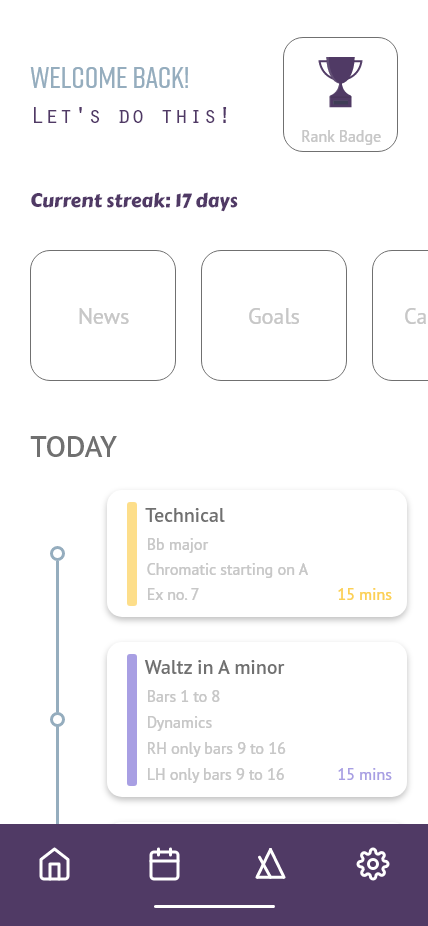 WELCOME BACK!
Let's do this!
Rank Badge
Current streak: 17 days
News
Goals
Ca
TODAY
Technical
Bb major
Chromatic starting on A
Ex no. 7
15 mins
Waltz in A minor
Bars 1 to 8
Dynamics
RH only bars 9 to 16
LH only bars 9 to 16
15 mins